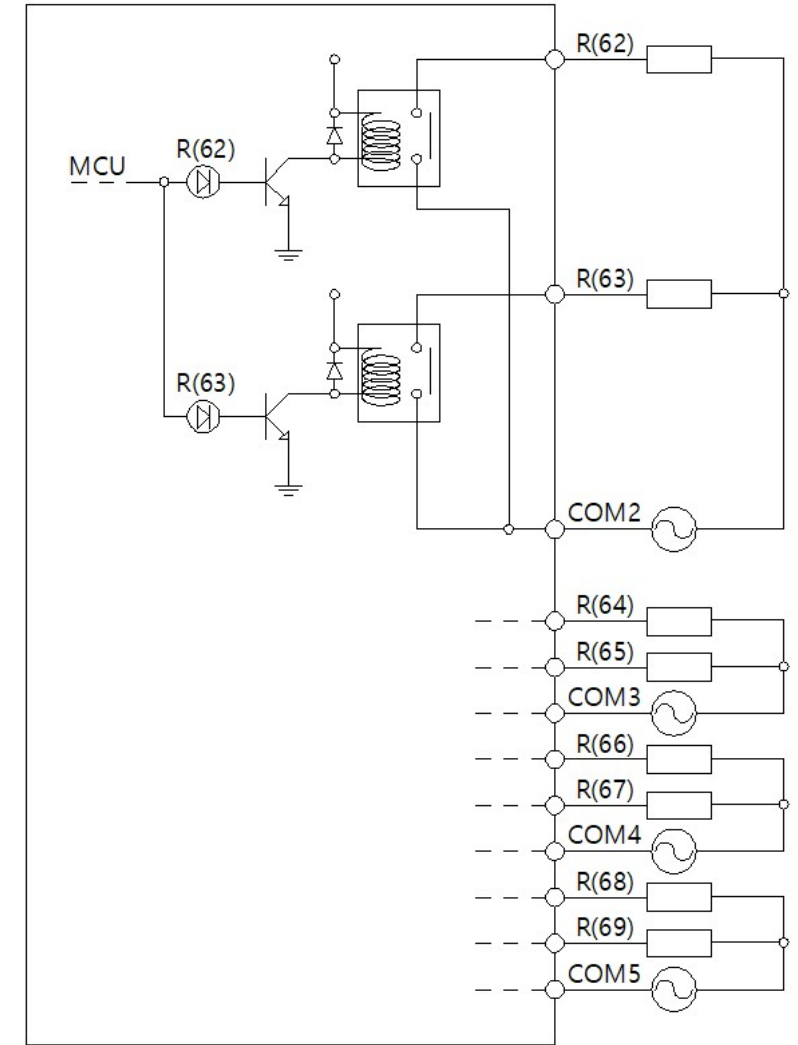 R(62)
R(62)
MCU
R(63)
R(63)
COM2
R(64)
R(65)
COM3
R(66)
R(67)
COM4
R(68)
R(69)
COM5